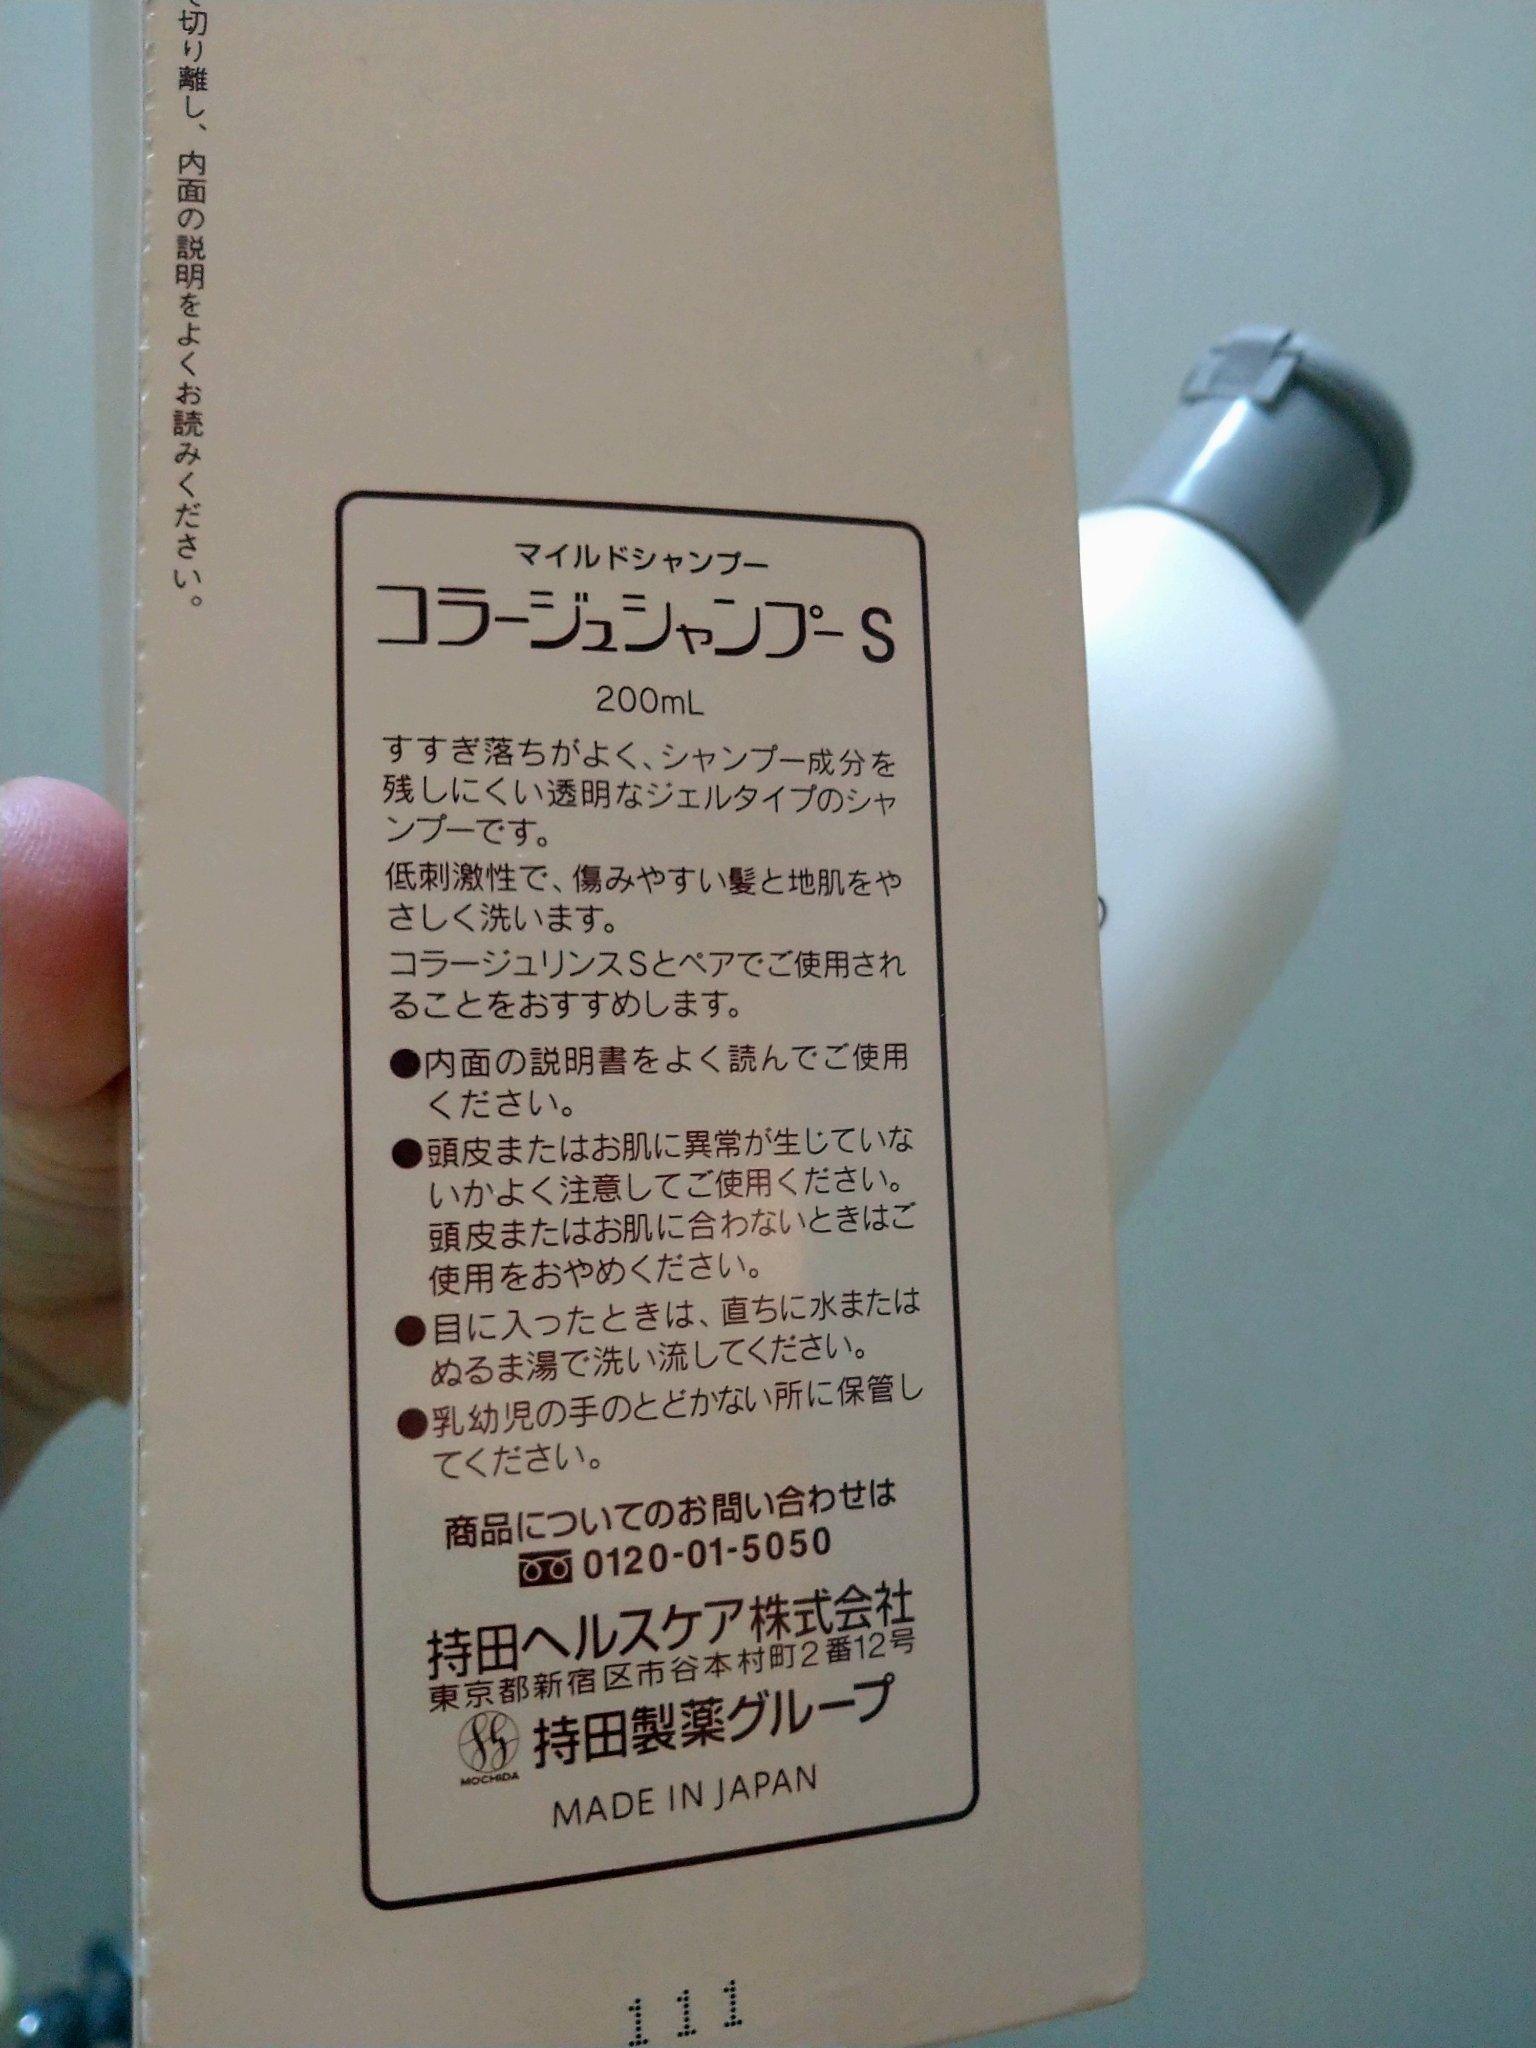 切り離し、内面の説明をよくお読みください。
マイルドシャンプー
コラージュシャンプーS
200mL
すすぎ落ちがよく、シャンプー成分を
残しにくい透明なジェルタイプのシャ
ンプーです。
低刺激性で、傷みやすい髪と地肌をや
さしく洗います。
コラージュリンスSとペアでご使用され
ることをおすすめします。
●内面の説明書をよく読んでご使用
ください。
●頭皮またはお肌に異常が生じていな
いかよく注意してご使用ください。
頭皮またはお肌に合わないときはご
使用をおやめください。
●目に入ったときは、直ちに水または
ぬるま湯で洗い流してください。
●乳幼児の手のとどかない所に保管し
てください。
商品についてのお問い合わせは
0120-01-5050
持田ヘルスケア株式会社
東京都新宿区市谷本村町2番12号
MOCHIDA 持田製薬グループ
MADE IN JAPAN
111